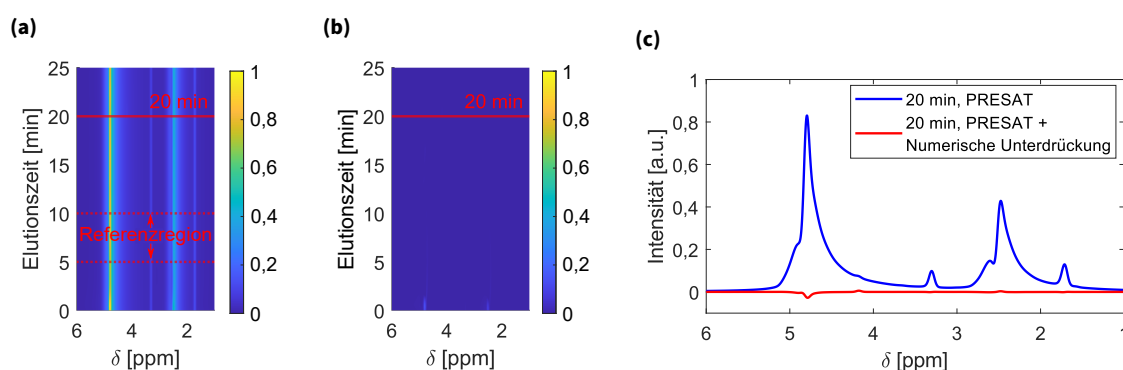 (a)
25
20
15
10
5
0
Elutionszeit [min]
20 min
Referenzregion
6
4
2
δ [ppm]
1
0,8
0,6
0,4
0,2
0
(b)
25
20
15
10
5
0
Elutionszeit [min]
20 min
6
4
2
δ [ppm]
1
0,8
0,6
0,4
0,2
0
(c)
1
0,8
0,6
0,4
0,2
0
Intensität [a.u.]
20 min, PRESAT
20 min, PRESAT +
Numerische Unterdrückung
6
5
4
3
2
1
δ [ppm]